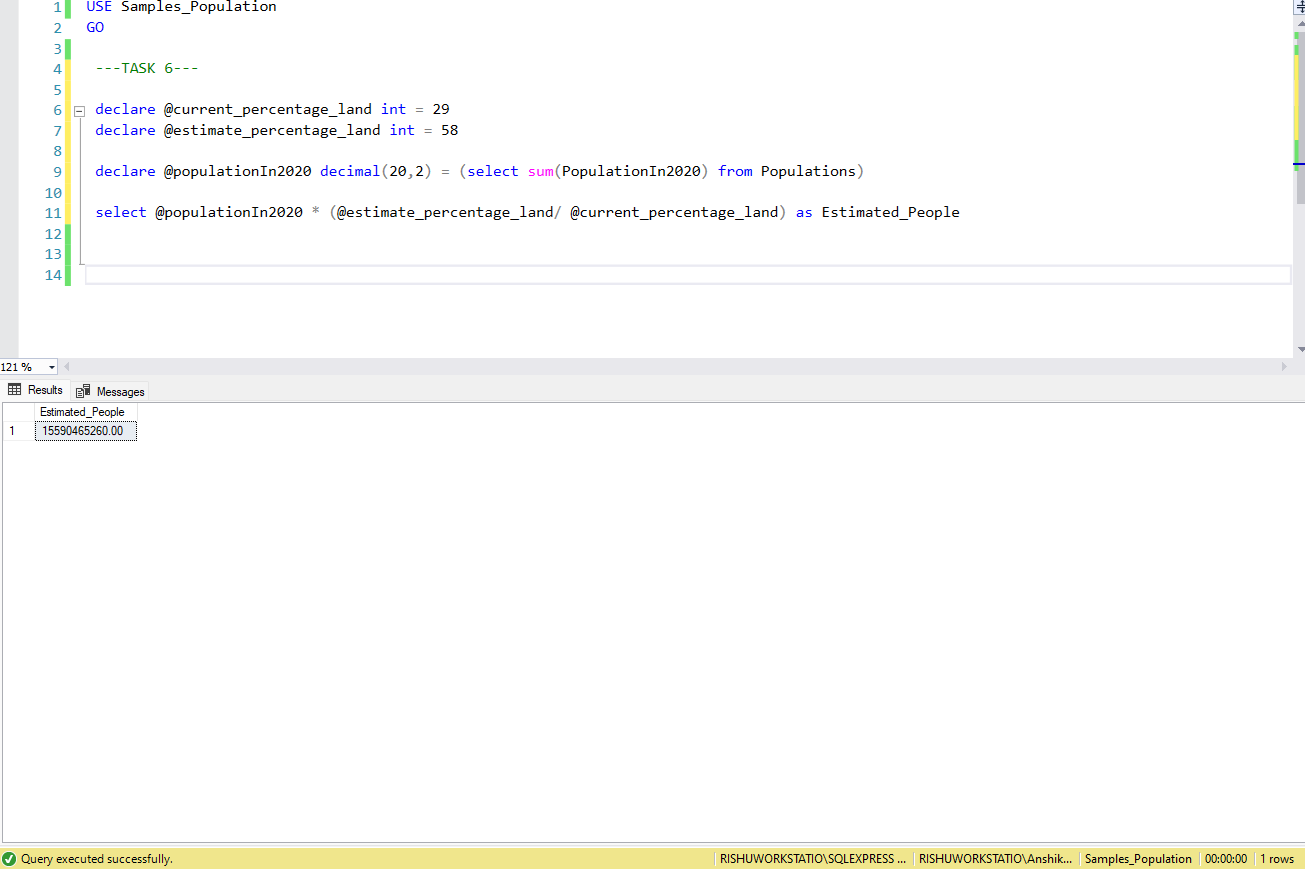 1 USE Samples_Population
2 GO
3
4 ---TASK 6---
5
6 declare @current_percentage_land int = 29
7 declare @estimate_percentage_land int = 58
8
9 declare @populationIn2020 decimal(20,2) = (select sum(PopulationIn2020) from Populations)
10
11 select @populationIn2020 * (@estimate_percentage_land/ @current_percentage_land) as Estimated_People
12
13
14
121 %
Results Messages
Estimated_People
1 15590465260.00
Query executed successfully. RISHUWORKSTATIO\SQLEXPRESS ... RISHUWORKSTATIO\Anshik... Samples_Population 00:00:00 1 rows